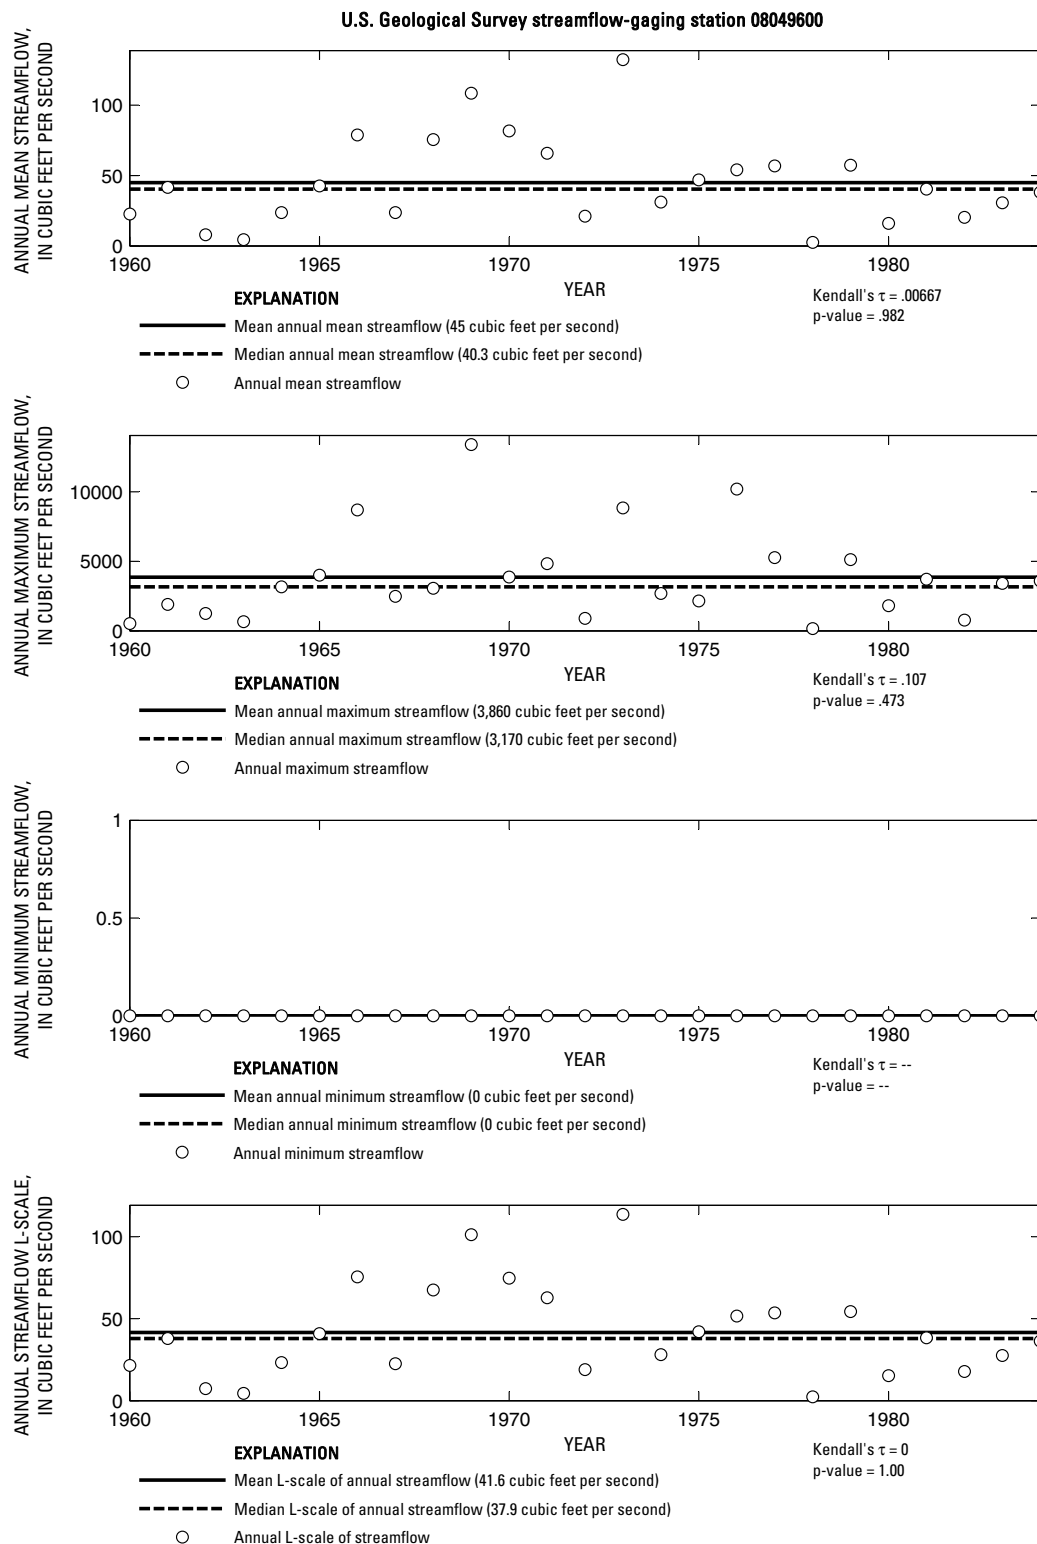 U.S. Geological Survey streamflow-gaging station 08049600
ANNUAL MEAN STREAMFLOW,
IN CUBIC FEET PER SECOND
100
50
0
1960 1965 1970 1975 1980
YEAR
EXPLANATION
Mean annual mean streamflow (45 cubic feet per second)
Median annual mean streamflow (40.3 cubic feet per second)
Annual mean streamflow
Kendall's τ = .00667
p-value = .982
ANNUAL MAXIMUM STREAMFLOW,
IN CUBIC FEET PER SECOND
10000
5000
0
1960 1965 1970 1975 1980
YEAR
EXPLANATION
Mean annual maximum streamflow (3,860 cubic feet per second)
Median annual maximum streamflow (3,170 cubic feet per second)
Annual maximum streamflow
Kendall's τ = .107
p-value = .473
ANNUAL MINIMUM STREAMFLOW,
IN CUBIC FEET PER SECOND
1
0.5
0
1960 1965 1970 1975 1980
YEAR
EXPLANATION
Mean annual minimum streamflow (0 cubic feet per second)
Median annual minimum streamflow (0 cubic feet per second)
Annual minimum streamflow
Kendall's τ = --
p-value = --
ANNUAL STREAMFLOW L-SCALE,
IN CUBIC FEET PER SECOND
100
50
0
1960 1965 1970 1975 1980
YEAR
EXPLANATION
Mean L-scale of annual streamflow (41.6 cubic feet per second)
Median L-scale of annual streamflow (37.9 cubic feet per second)
Annual L-scale of streamflow
Kendall's τ = 0
p-value = 1.00